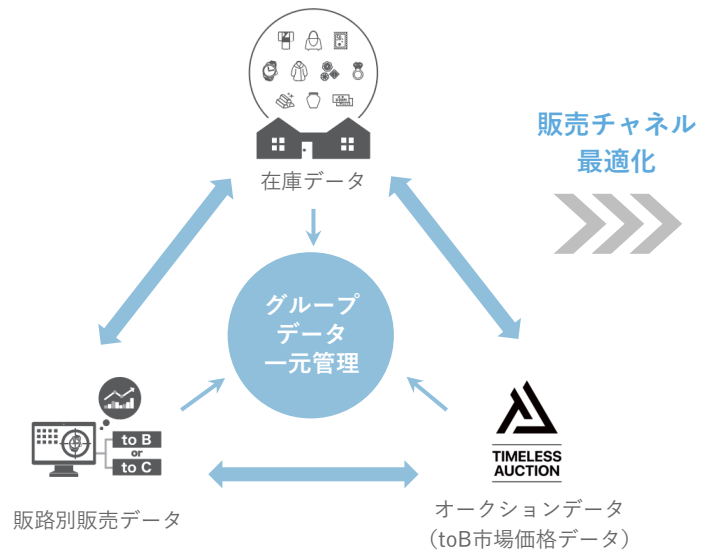 販売チャネル
最適化
在庫データ
グループ
データ
一元管理
to B
or
to C
販路別販売データ
TIMELESS
AUCTION
オークションデータ
（toB市場価格データ）